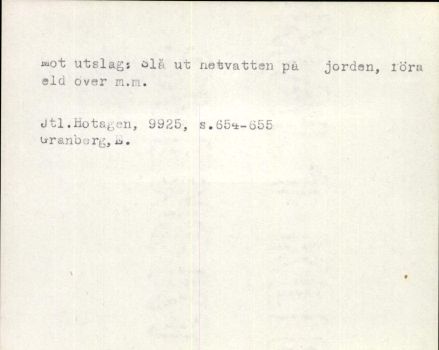 Mot utslag: Slå ut hetvatten på jorden, föra
eld över m.m.
Jtl.Hotagen, 9925, s.654-655
Granberg,E.